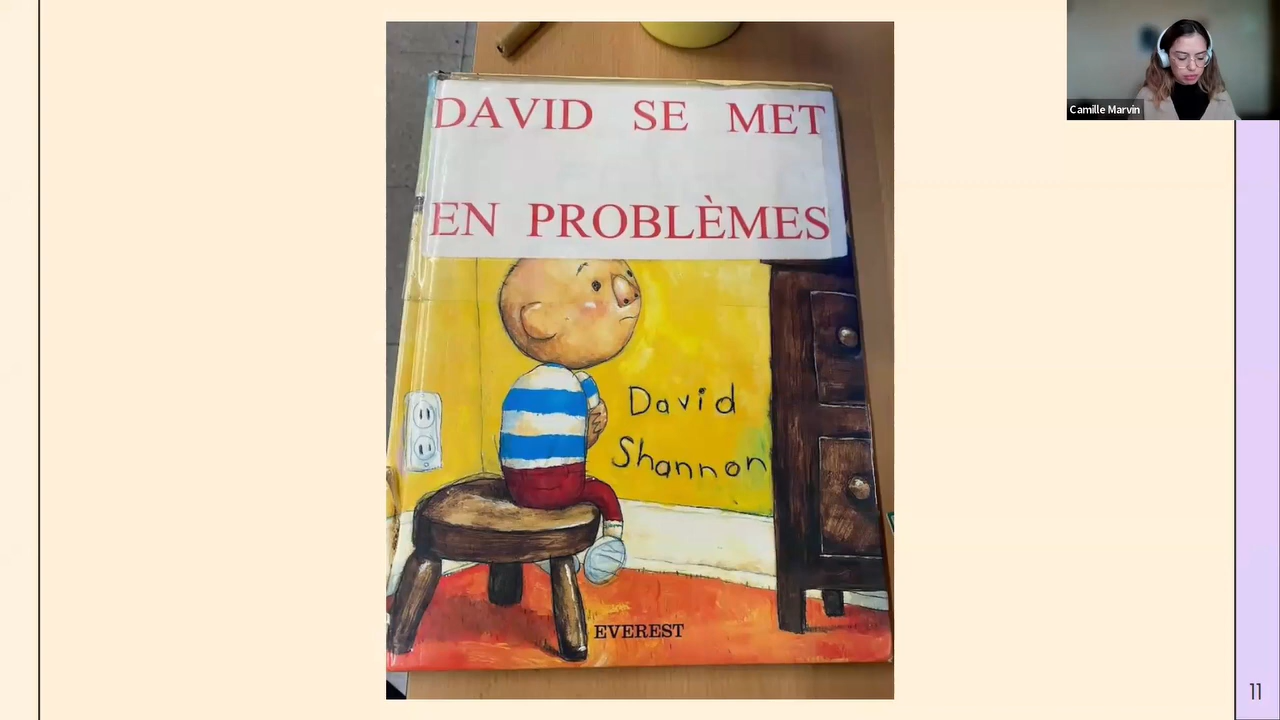 DAVID SE MET
EN PROBLÈMES
David
Shannon
EVEREST
Camille Marvin
11